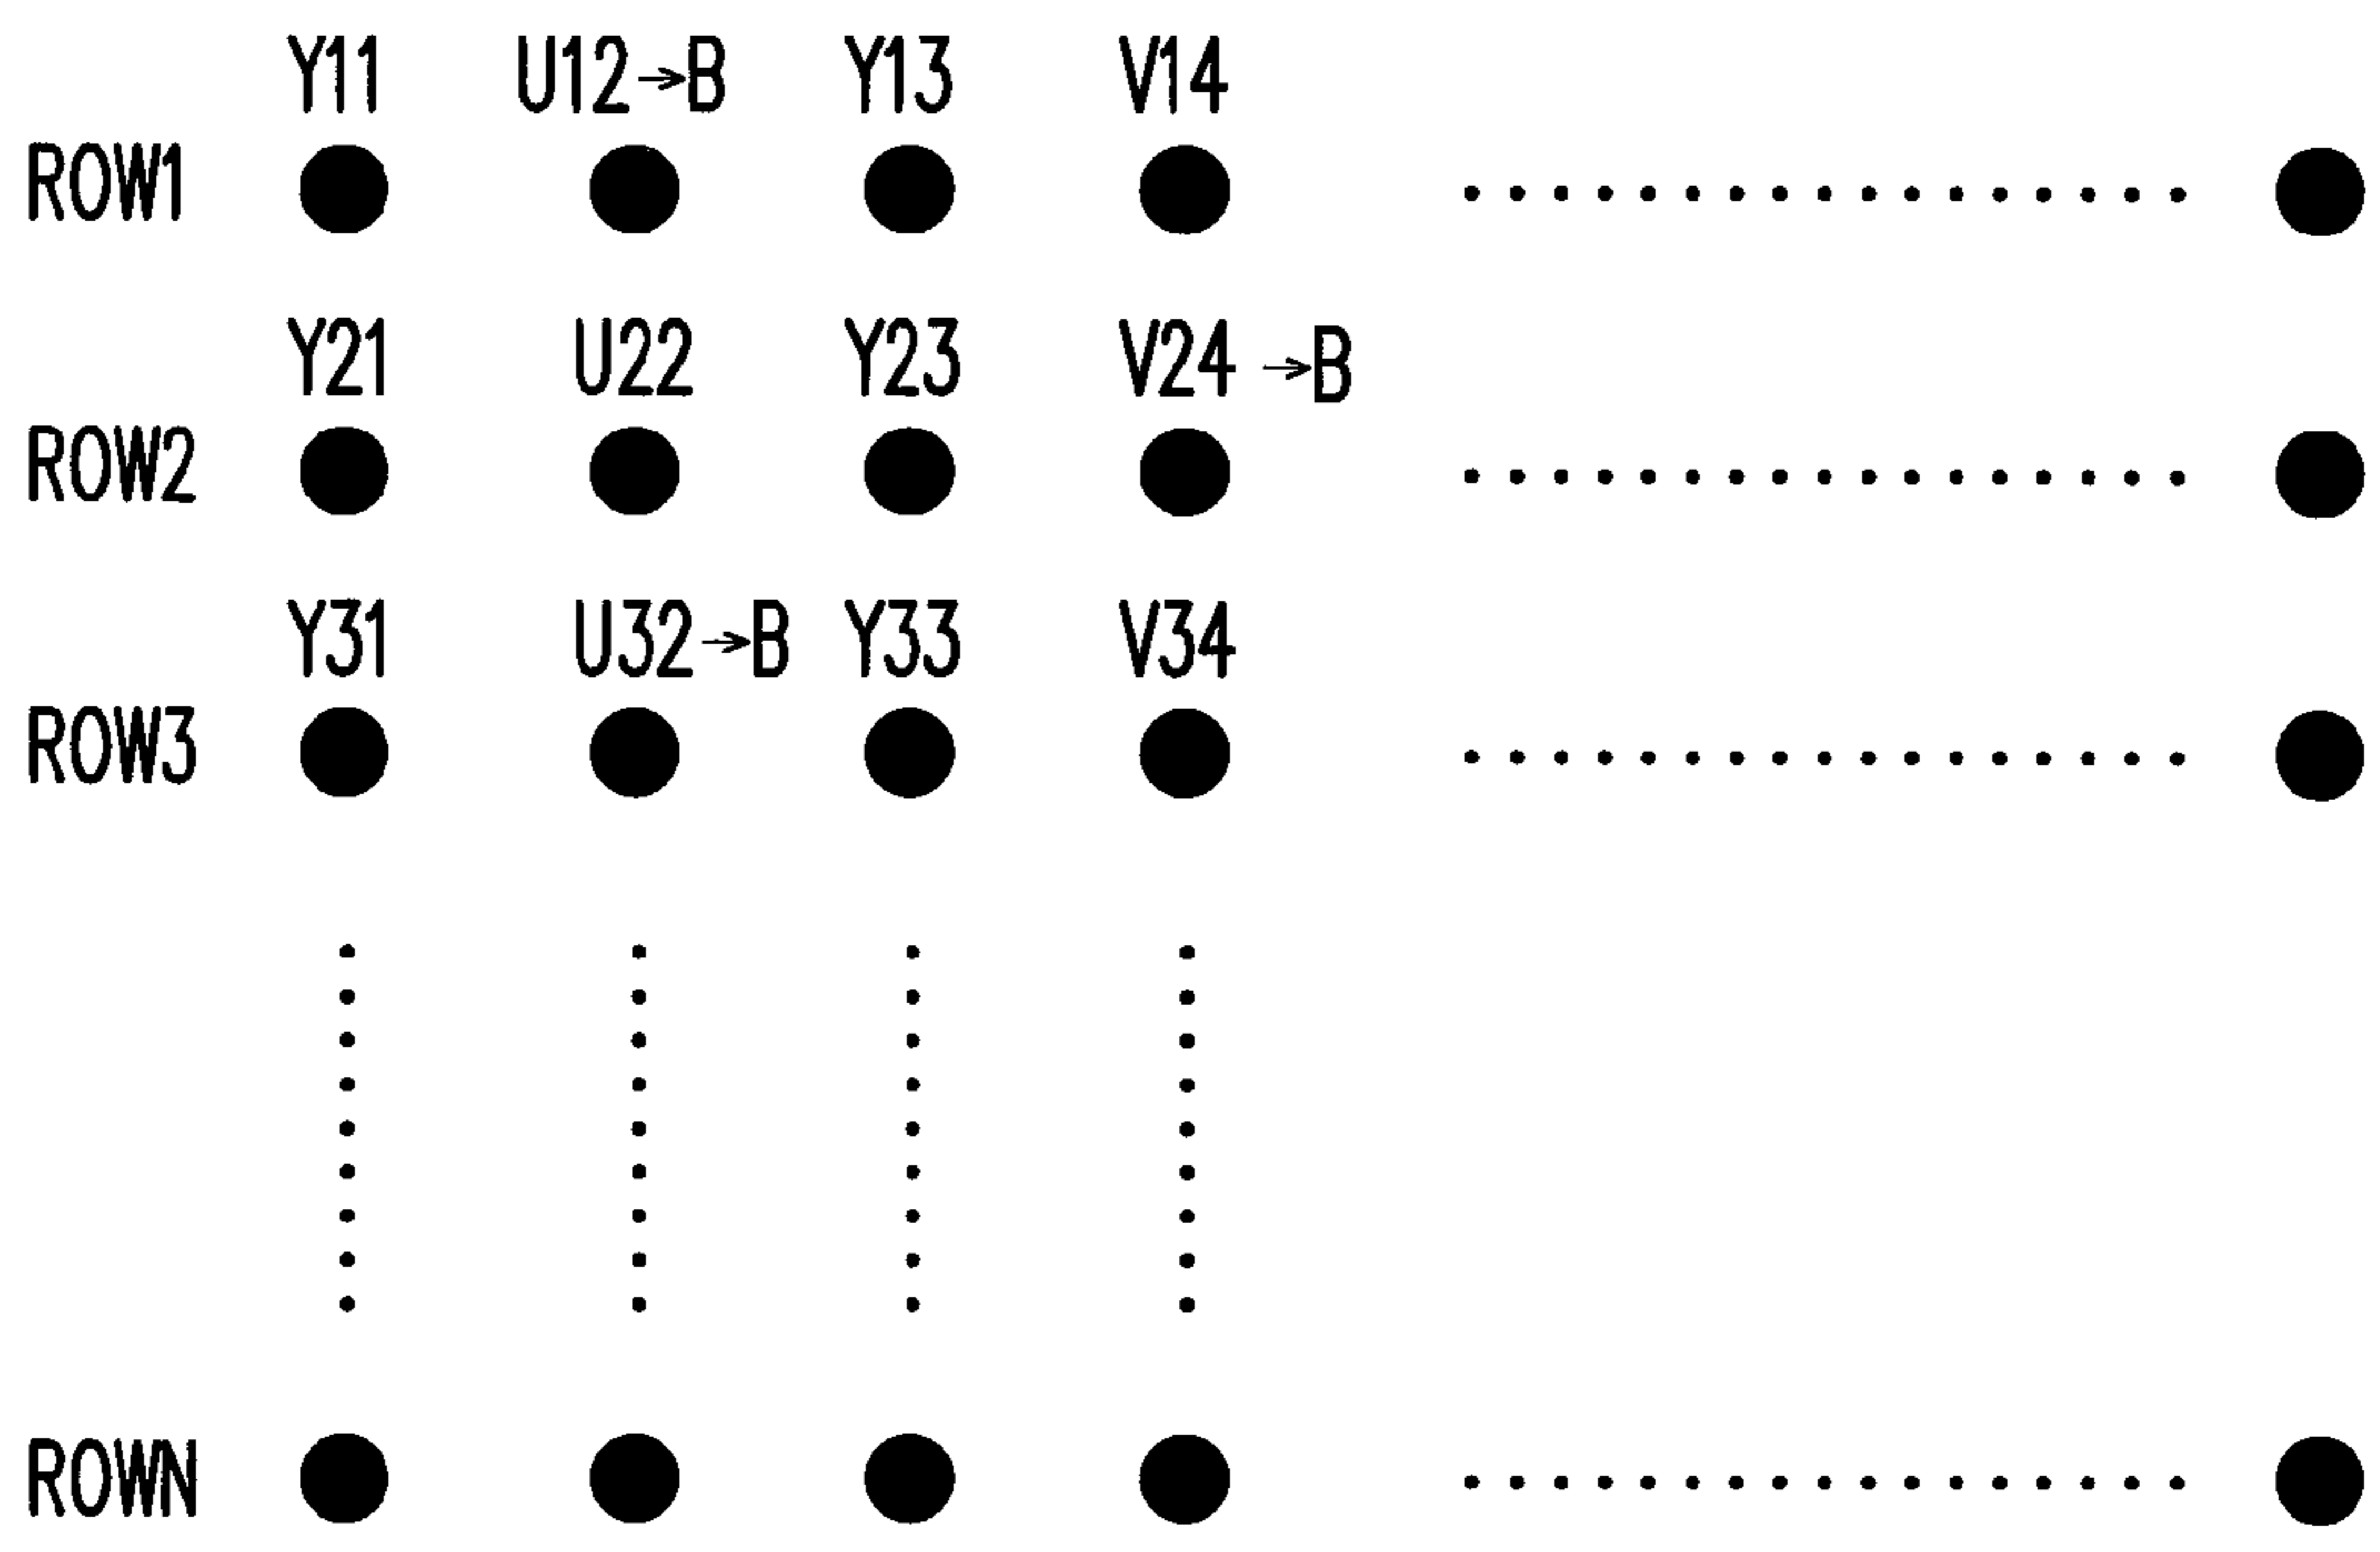 Y11 U12→B Y13 V14
ROW1
Y21 U22 Y23 V24 →B
ROW2
Y31 U32→B Y33 V34
ROW3
ROWN